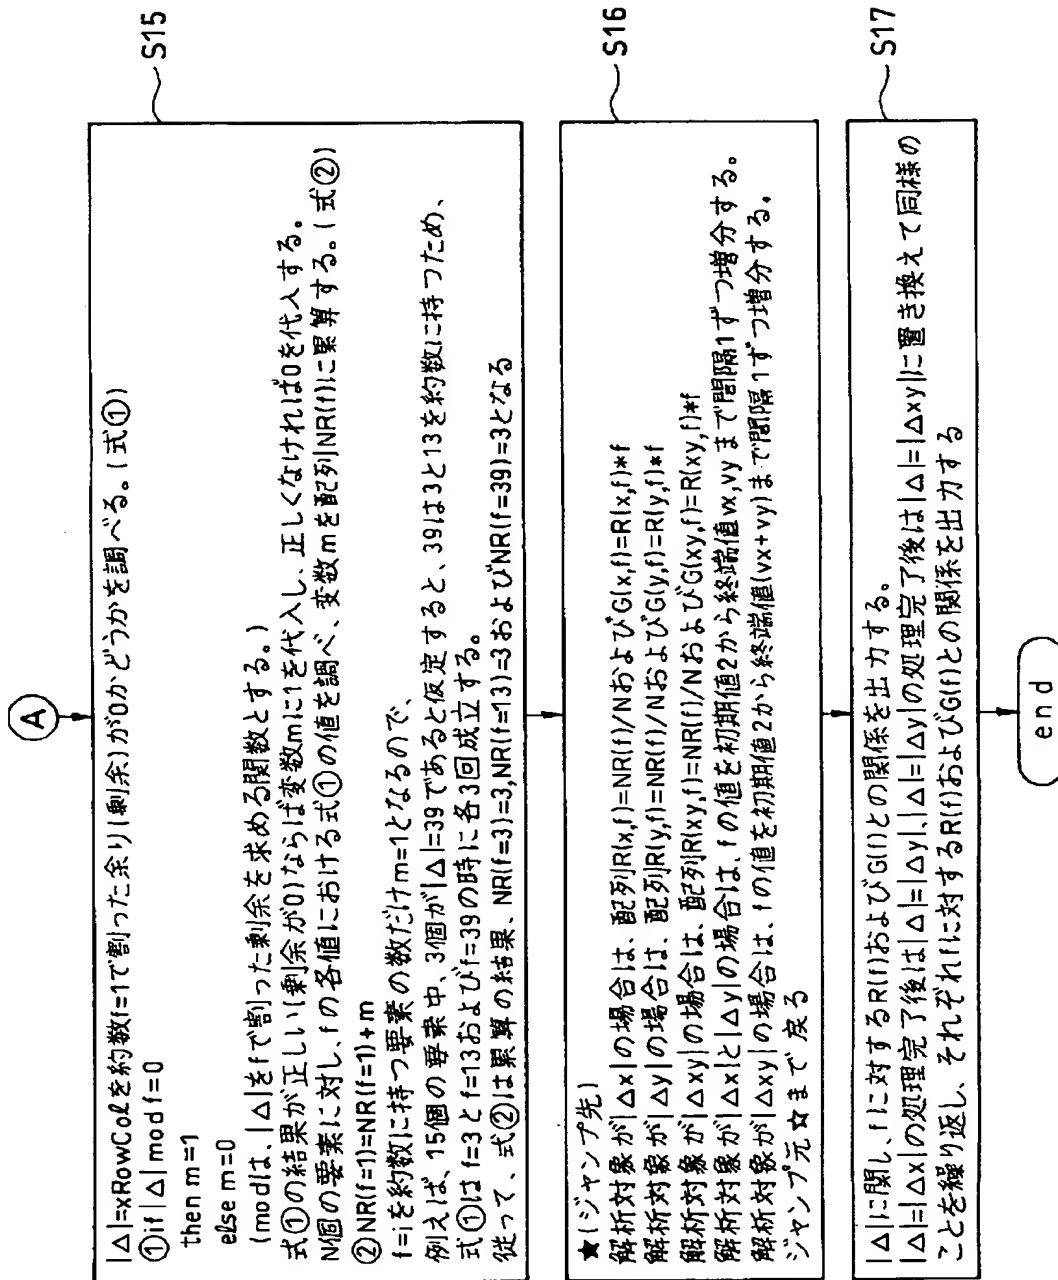 A
|△|=xRowColを約数f=1で割った余り(剰余)が0かどうかを調べる。(式①)
①if|△|mod f=0
then m=1
else m=0
(modは、|△|をfで割った剰余を求める関数とする。)
式①の結果が正しい(剰余が0)ならば変数mに1を代入し、正しくなければ0を代入する。
N個の要素に対し、fの各値における式①の値を調べ、変数mを配列NR(f)に累算する。(式②)
②NR(f=1)=NR(f=1)+m
f=iを約数に持つ要素の数だけm=1となるので、
例えば、15個の要素中、3個が|△|=39であると仮定すると、39は3と13を約数に持つため、
式①はf=3とf=13およびf=39の時に各3回成立する。
従って、式②は累算の結果、NR(f=3)=3,NR(f=13)=3およびNR(f=39)=3となる
S15
★(ジャンプ先)
解析対象が|△x|の場合は、配列R(x,f)=NR(f)/NおよびG(x,f)=R(x,f)*f
解析対象が|△y|の場合は、配列R(y,f)=NR(f)/NおよびG(y,f)=R(y,f)*f
解析対象が|△xy|の場合は、配列R(xy,f)=NR(f)/NおよびG(xy,f)=R(xy,f)*f
解析対象が|△x|と|△y|の場合は、fの値を初期値2から終端値vx,vyまで間隔1ずつ増分する。
解析対象が|△xy|の場合は、fの値を初期値2から終端値(vx+vy)まで間隔1ずつ増分する。
ジャンプ元☆まで戻る
S16
|△|に関し、fに対するR(f)およびG(f)との関係を出力する。
|△|=|△x|の処理完了後は|△|=|△y|、|△|=|△y|の処理完了後は|△|=|△xy|に置き換えて同様の
ことを繰り返し、それぞれfに対するR(f)およびG(f)との関係を出力する
S17
end